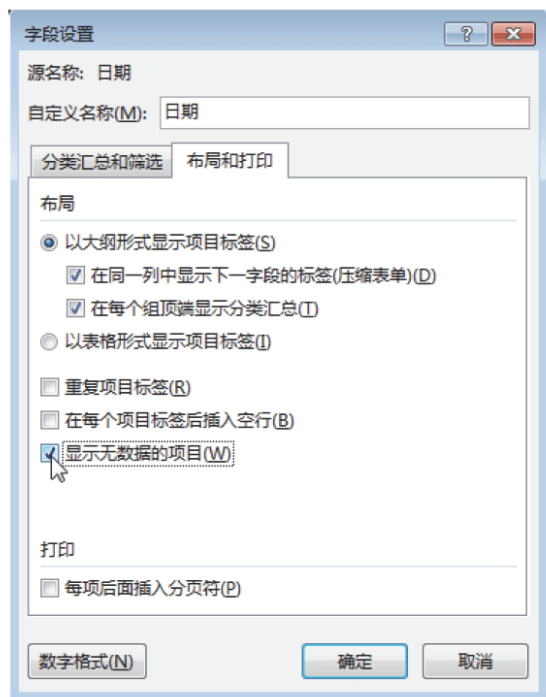 字段设置
源名称: 日期
自定义名称(M): 日期
分类汇总和筛选 布局和打印
布局
以大纲形式显示项目标签(S)
在同一列中显示下一字段的标签(压缩表单)(D)
在每个组顶端显示分类汇总(T)
以表格形式显示项目标签(I)
重复项目标签(R)
在每个项目标签后插入空行(B)
显示无数据的项目(W)
打印
每项后面插入分页符(P)
数字格式(N) 确定 取消